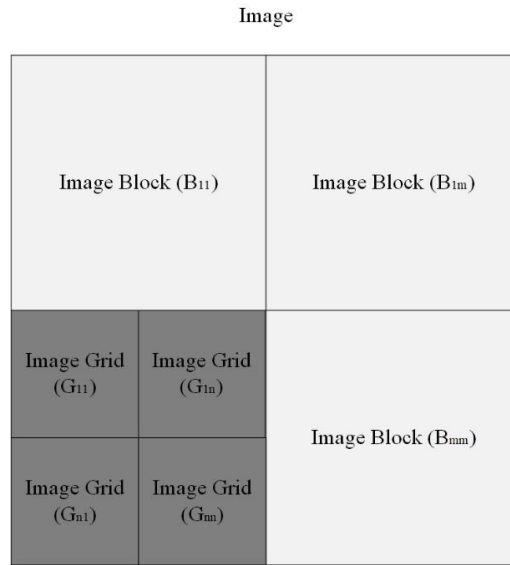 Image
Image Block (B₁₁) Image Block (B₁ₘ)
Image Grid Image Grid
(G₁₁) (G₁ₙ)
Image Block (Bₘₘ)
Image Grid Image Grid
(Gₙ₁) (Gₙₙ)